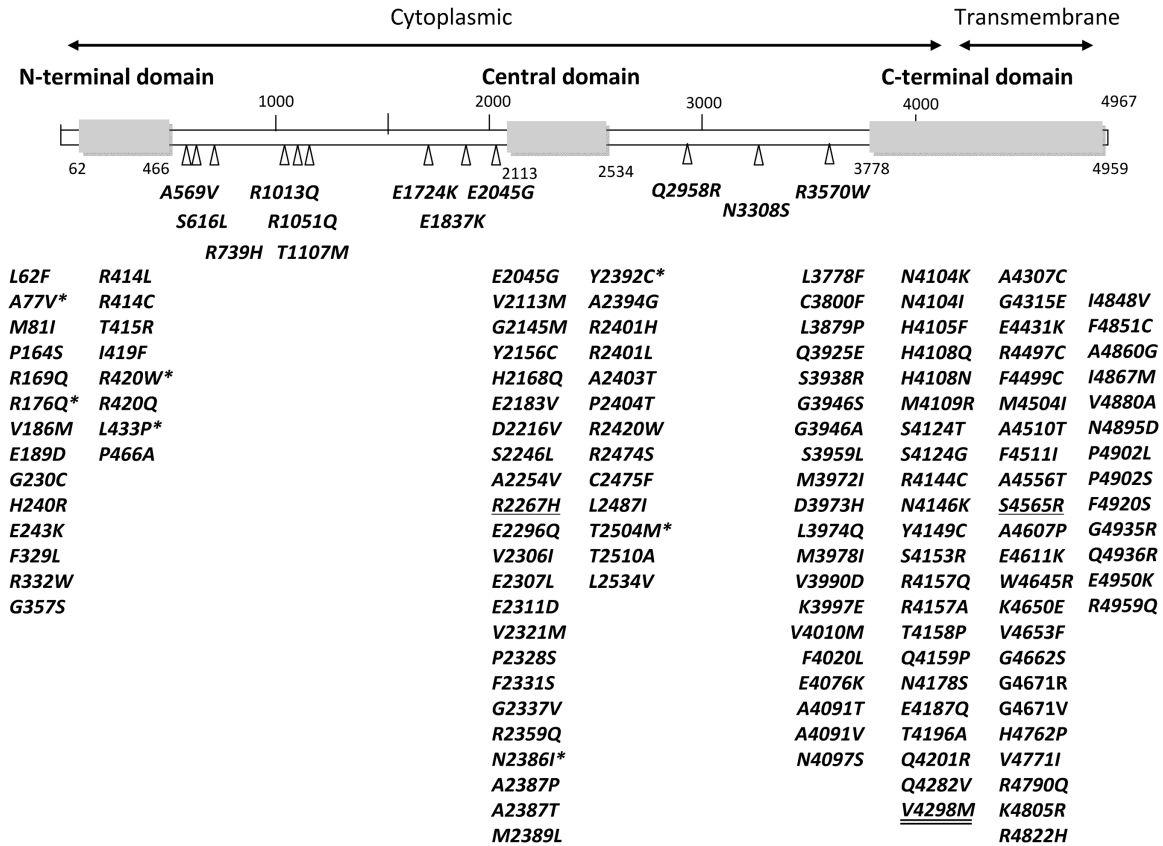 Cytoplasmic Transmembrane
N-terminal domain Central domain C-terminal domain
1000 2000 3000 4000 4967
62 466 2113 2534 3778 4959
A569V R1013Q E1724K E2045G Q2958R R3570W
S616L R1051Q E1837K N3308S
R739H T1107M
L62F R414L E2045G Y2392C* L3778F N4104K A4307C
A77V* R414C V2113M A2394G C3800F N4104I G4315E I4848V
M81I T415R G2145M R2401H L3879P H4105F E4431K F4851C
P164S I419F Y2156C R2401L Q3925E H4108Q R4497C A4860G
R169Q R420W* H2168Q A2403T S3938R H4108N F4499C I4867M
R176Q* R420Q E2183V P2404T G3946S M4109R M4504I V4880A
V186M L433P* D2216V R2420W G3946A S4124T A4510T N4895D
E189D P466A S2246L R2474S S3959L S4124G F4511I P4902L
G230C A2254V C2475F M3972I R4144C A4556T P4902S
H240R R2267H L2487I D3973H N4146K S4565R F4920S
E243K E2296Q T2504M* L3974Q Y4149C A4607P G4935R
F329L V2306I T2510A M3978I S4153R E4611K Q4936R
R332W E2307L L2534V V3990D R4157Q W4645R E4950K
G357S E2311D K3997E R4157A K4650E R4959Q
V2321M V4010M T4158P V4653F
P2328S F4020L Q4159P G4662S
F2331S E4076K N4178S G4671R
G2337V A4091T E4187Q G4671V
R2359Q A4091V T4196A H4762P
N2386I* N4097S Q4201R V4771I
A2387P Q4282V R4790Q
A2387T V4298M K4805R
M2389L R4822H